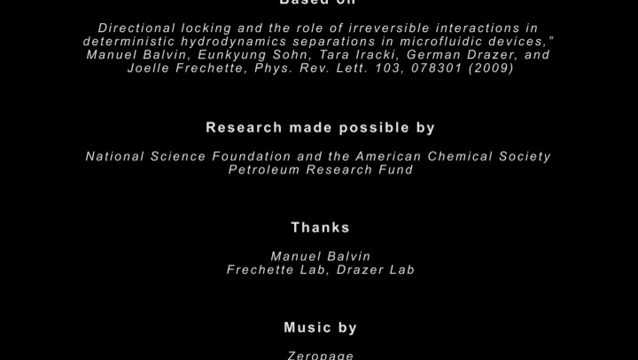 Based on
Directional locking and the role of irreversible interactions in
deterministic hydrodynamics separations in microfluidic devices,”
Manuel Balvin, Eunkyung Sohn, Tara Iracki, German Drazer, and
Joelle Frechette, Phys. Rev. Lett. 103, 078301 (2009)
Research made possible by
National Science Foundation and the American Chemical Society
Petroleum Research Fund
Thanks
Manuel Balvin
Frechette Lab, Drazer Lab
Music by
Zeropage